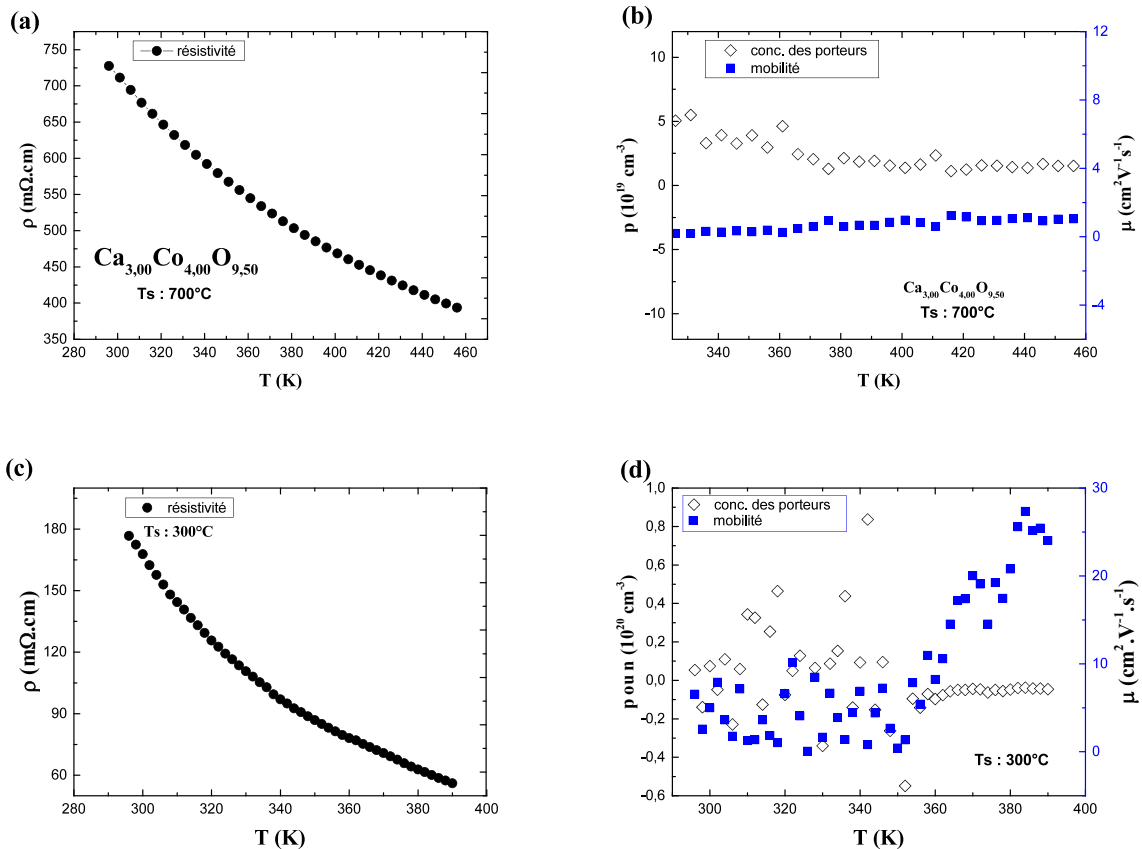 (a)
résistivité
750
700
650
600
550
500
450
400
350
280 300 320 340 360 380 400 420 440 460
ρ (mΩ.cm)
T (K)
Ca3,00Co4,00O9,50
Ts : 700°C
(b)
conc. des porteurs
mobilité
10
5
0
-5
-10
12
8
4
0
-4
340 360 380 400 420 440 460
p (10^19 cm^-3)
μ (cm^2V^-1s^-1)
T (K)
Ca3,00Co4,00O9,50
Ts : 700°C
(c)
résistivité
Ts : 300°C
180
150
120
90
60
280 300 320 340 360 380 400
ρ (mΩ.cm)
T (K)
(d)
conc. des porteurs
mobilité
1,0
0,8
0,6
0,4
0,2
0,0
-0,2
-0,4
-0,6
30
20
10
0
300 320 340 360 380 400
p ou n (10^20 cm^-3)
μ (cm^2.V^-1.s^-1)
T (K)
Ts : 300°C